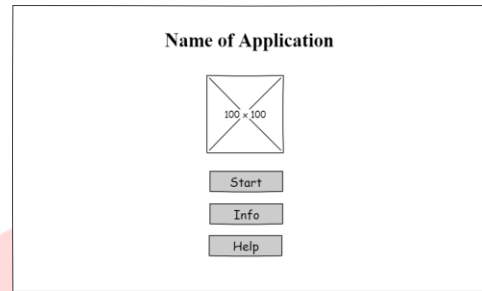 Name of Application
100 x 100
Start
Info
Help